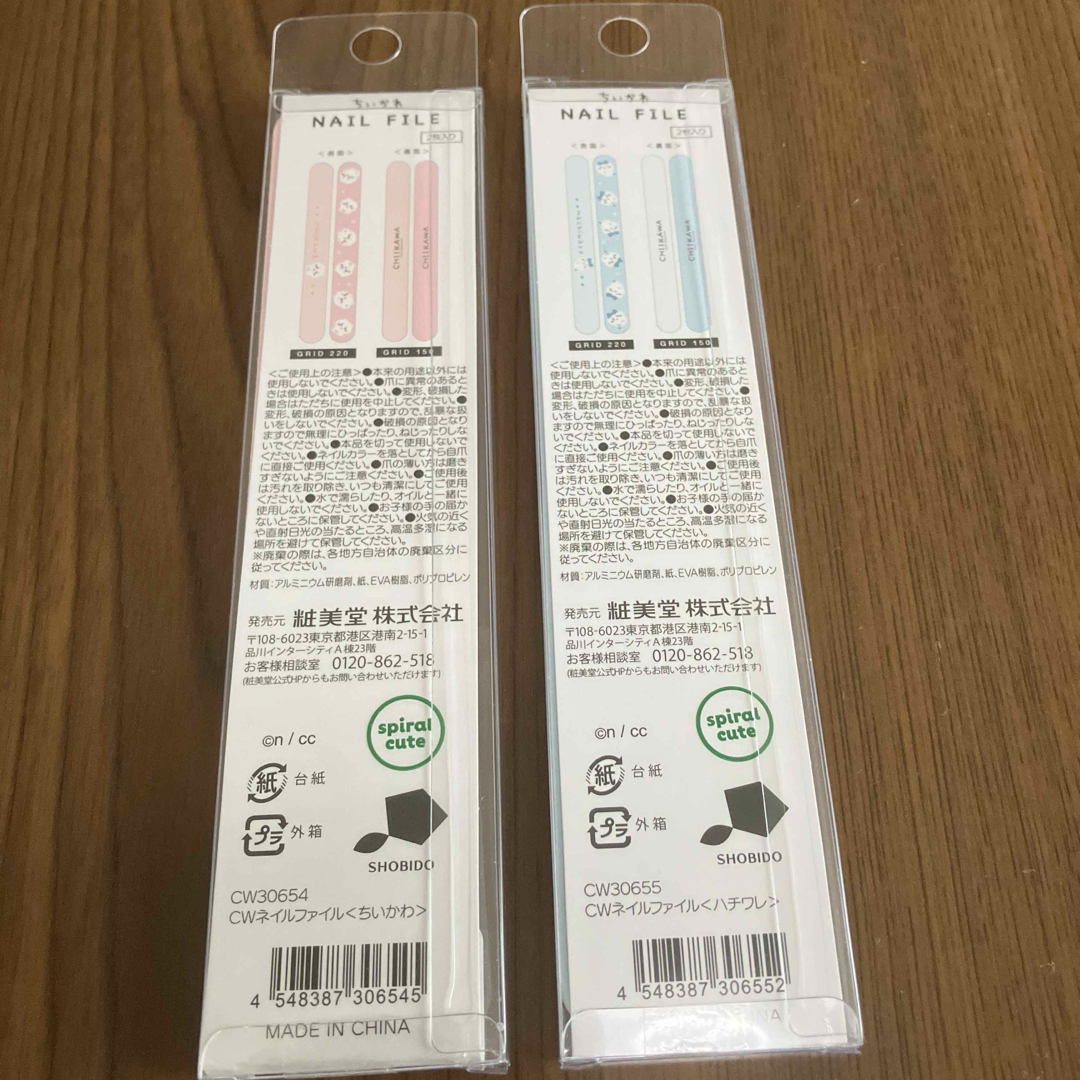 ちいかわ
NAIL FILE
2枚入り
<表面> <裏面>
CHIIKAWA
CHIIKAWA
GRID 220 GRID 150
<ご使用上の注意>●本来の用途以外には
使用しないでください。●爪に異常のあると
きは使用しないでください。●変形、破損した
場合はただちに使用を中止してください。●
変形、破損の原因となりますので、乱暴な扱
いをしないでください。●破損の原因となり
ますので無理にひっぱったり、ねじったりしな
いでください。●本品を切って使用しないで
ください。●ネイルカラーを落としてから自爪
に直接ご使用ください。●爪の薄い方は磨き
すぎないようにご注意ください。●ご使用後
は汚れを取り除き、いつも清潔にしてご使用
ください。●水で濡らしたり、オイルと一緒に
使用しないでください。●お子様の手の届か
ないところに保管してください。●火気の近く
や直射日光の当たるところ、高温多湿になる
場所を避けて保管してください。
※廃棄の際は、各地方自治体の廃棄区分に
従ってください。
材質:アルミニウム研磨剤、紙、EVA樹脂、ポリプロピレン
発売元 粧美堂 株式会社
〒108-6023東京都港区港南2-15-1
品川インターシティA棟23階
お客様相談室 0120-862-518
(粧美堂公式HPからもお問い合わせいただけます)
spiral
cute
©n / cc
紙 台紙
プラ 外箱
SHOBIDO
CW30654
CWネイルファイル<ちいかわ>
4 548387 306545
MADE IN CHINA
ちいかわ
NAIL FILE
2枚入り
<表面> <裏面>
CHIIKAWA
CHIIKAWA
GRID 220 GRID 150
<ご使用上の注意>●本来の用途以外には
使用しないでください。●爪に異常のあると
きは使用しないでください。●変形、破損した
場合はただちに使用を中止してください。●
変形、破損の原因となりますので、乱暴な扱
いをしないでください。●破損の原因となり
ますので無理にひっぱったり、ねじったりしな
いでください。●本品を切って使用しないで
ください。●ネイルカラーを落としてから自爪
に直接ご使用ください。●爪の薄い方は磨き
すぎないようにご注意ください。●ご使用後
は汚れを取り除き、いつも清潔にしてご使用
ください。●水で濡らしたり、オイルと一緒に
使用しないでください。●お子様の手の届か
ないところに保管してください。●火気の近く
や直射日光の当たるところ、高温多湿になる
場所を避けて保管してください。
※廃棄の際は、各地方自治体の廃棄区分に
従ってください。
材質:アルミニウム研磨剤、紙、EVA樹脂、ポリプロピレン
発売元 粧美堂 株式会社
〒108-6023東京都港区港南2-15-1
品川インターシティA棟23階
お客様相談室 0120-862-518
(粧美堂公式HPからもお問い合わせいただけます)
spiral
cute
©n / cc
紙 台紙
プラ 外箱
SHOBIDO
CW30655
CWネイルファイル<ハチワレ>
4 548387 306552